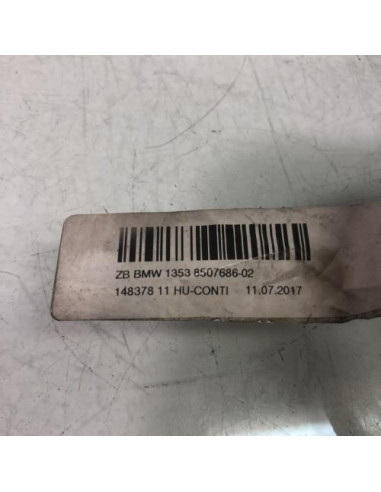 ZB BMW 1353 8507686-02
148378 11 HU-CONTI 11.07.2017